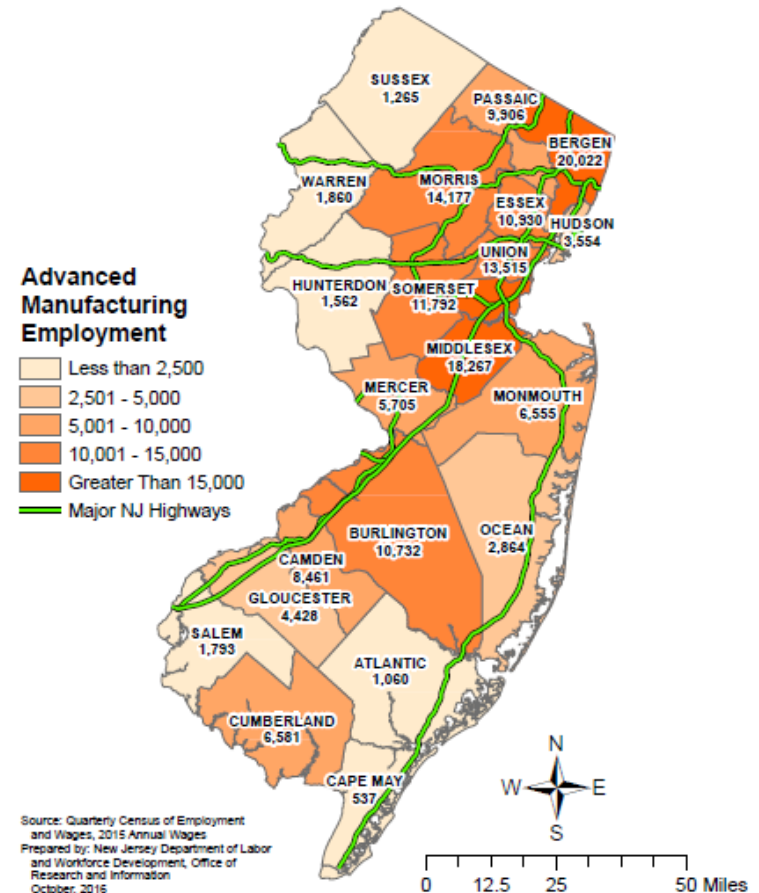 SUSSEX
1,265
PASSAIC
9,906
BERGEN
20,022
WARREN
1,860
MORRIS
14,177
ESSEX
10,930
HUDSON
3,554
UNION
13,515
Advanced
Manufacturing
Employment
Less than 2,500
2,501 - 5,000
5,001 - 10,000
10,001 - 15,000
Greater Than 15,000
Major NJ Highways
HUNTERDON
1,562
SOMERSET
11,792
MIDDLESEX
18,267
MERCER
5,705
MONMOUTH
6,555
BURLINGTON
10,732
OCEAN
2,864
CAMDEN
8,461
GLOUCESTER
4,428
SALEM
1,793
ATLANTIC
1,060
CUMBERLAND
6,581
CAPE MAY
537
N
W
E
S
Source: Quarterly Census of Employment
and Wages, 2015 Annual Wages
Prepared by: New Jersey Department of Labor
and Workforce Development, Office of
Research and Information
October, 2016
0 12.5 25 50 Miles